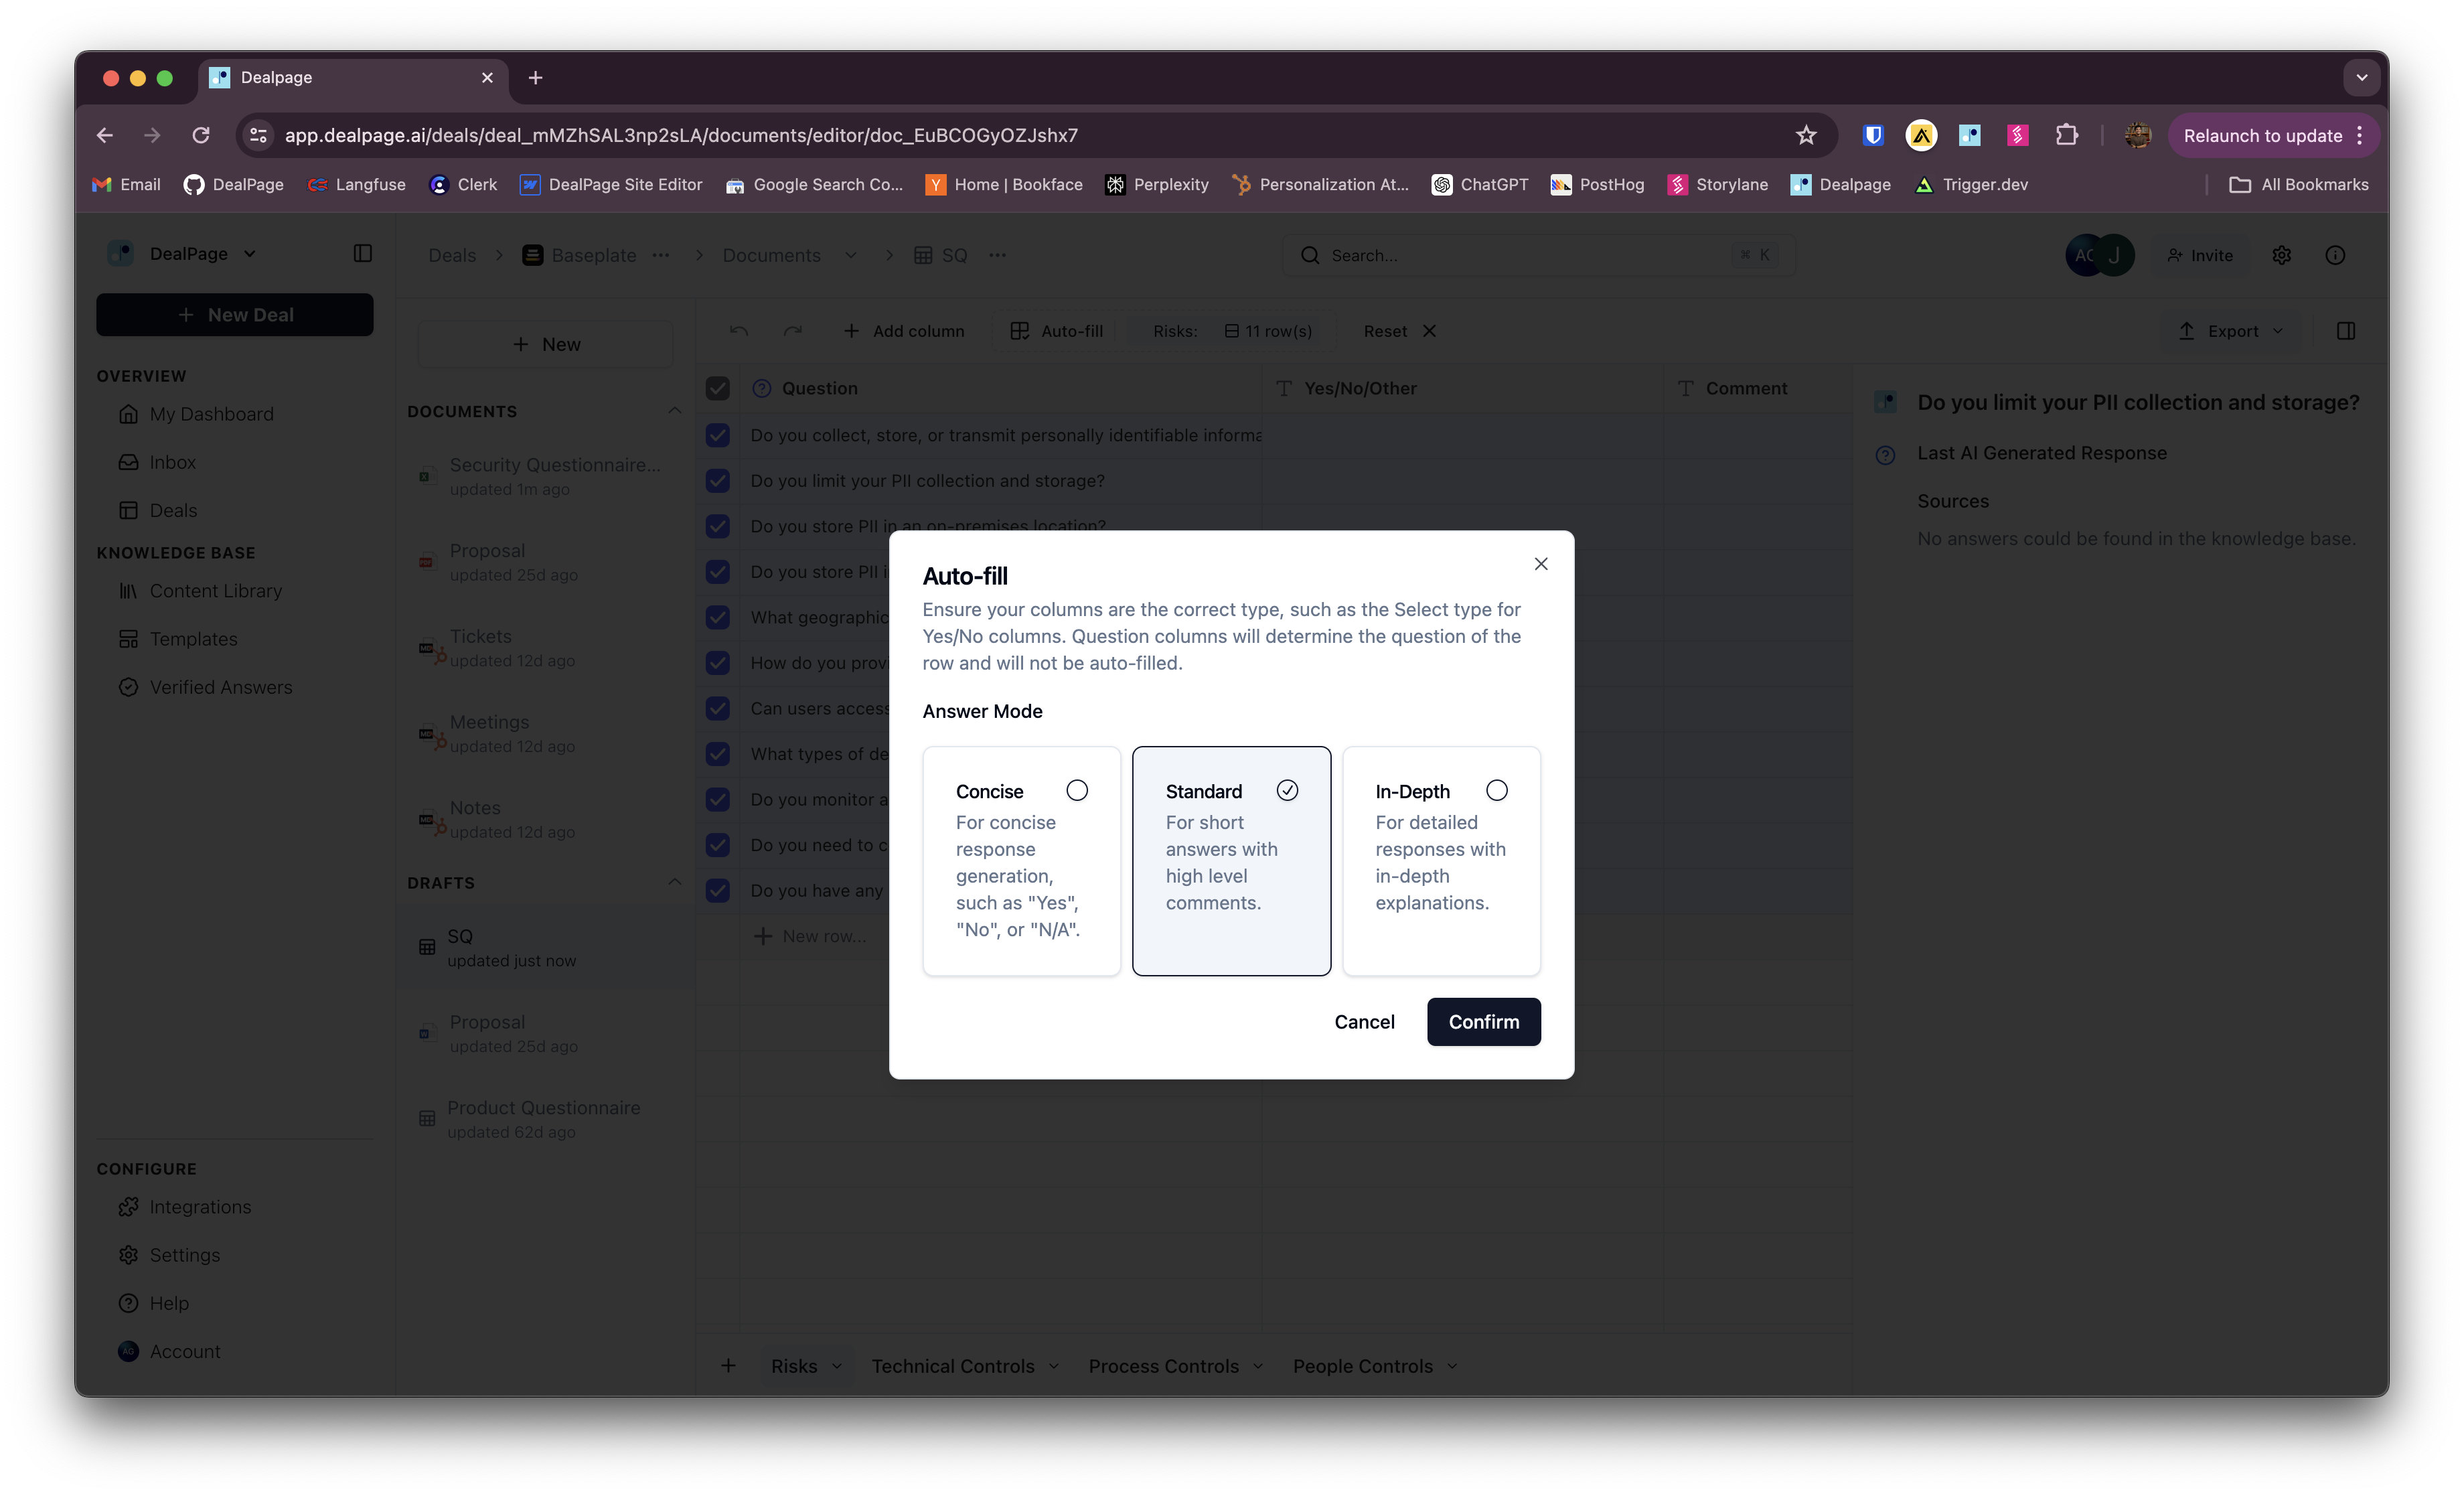 Dealpage
app.dealpage.ai/deals/deal_mMZhSAL3np2sLA/documents/editor/doc_EuBCOGyOZJshx7
Relaunch to update
Email
DealPage
Langfuse
Clerk
DealPage Site Editor
Google Search Co...
Home | Bookface
Perplexity
Personalization At...
ChatGPT
PostHog
Storylane
Dealpage
Trigger.dev
All Bookmarks
DealPage
New Deal
OVERVIEW
My Dashboard
Inbox
Deals
KNOWLEDGE BASE
Content Library
Templates
Verified Answers
CONFIGURE
Integrations
Settings
Help
AG Account
Deals
Baseplate
Documents
SQ
Search...
⌘ K
AG J
Invite
New
DOCUMENTS
Security Questionnaire...
updated 1m ago
Proposal
updated 25d ago
Tickets
updated 12d ago
Meetings
updated 12d ago
Notes
updated 12d ago
DRAFTS
SQ
updated just now
Proposal
updated 25d ago
Product Questionnaire
updated 62d ago
Add column
Auto-fill
Risks:
11 row(s)
Reset
Export
Question
Yes/No/Other
Comment
Do you collect, store, or transmit personally identifiable informa
Do you limit your PII collection and storage?
Do you store PII in an on-premises location?
Do you store PII i
What geographic
How do you provi
Can users access
What types of de
Do you monitor a
Do you need to c
Do you have any
New row...
Do you limit your PII collection and storage?
Last AI Generated Response
Sources
No answers could be found in the knowledge base.
Auto-fill
Ensure your columns are the correct type, such as the Select type for
Yes/No columns. Question columns will determine the question of the
row and will not be auto-filled.
Answer Mode
Concise
For concise
response
generation,
such as "Yes",
"No", or "N/A".
Standard
For short
answers with
high level
comments.
In-Depth
For detailed
responses with
in-depth
explanations.
Cancel
Confirm
Risks
Technical Controls
Process Controls
People Controls